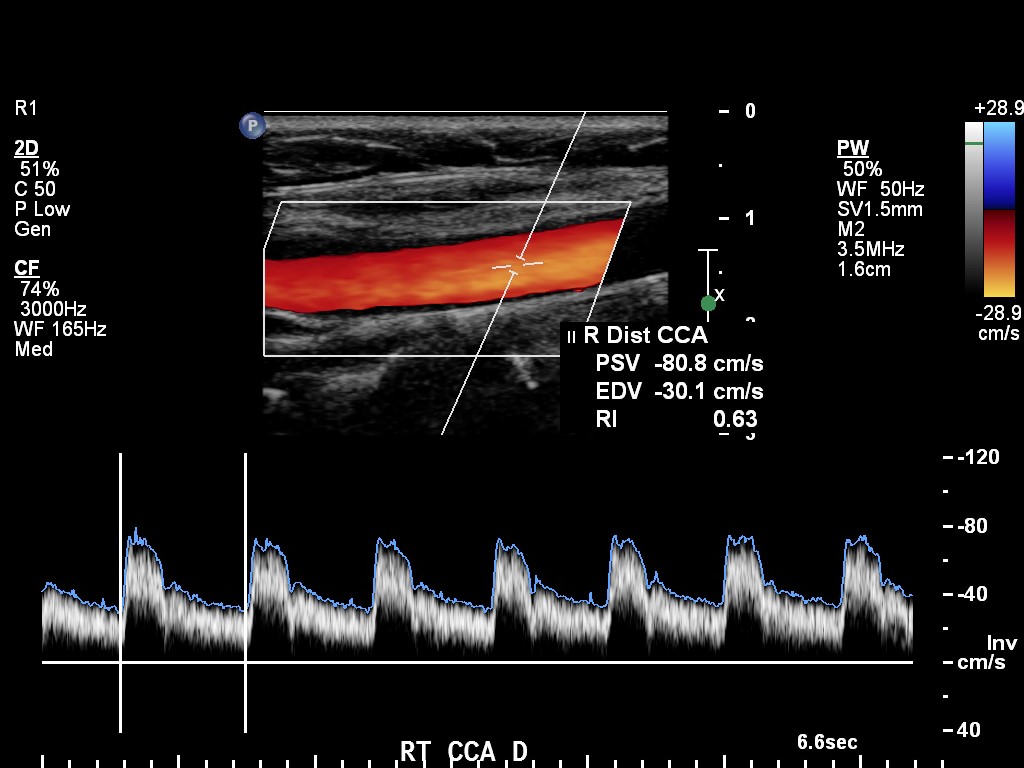 R1
2D
51%
C 50
P Low
Gen
CF
74%
3000Hz
WF 165Hz
Med
P
0
1
X
II R Dist CCA
PSV -80.8 cm/s
EDV -30.1 cm/s
RI 0.63
PW
50%
WF 50Hz
SV1.5mm
M2
3.5MHz
1.6cm
+28.9
-28.9
cm/s
-120
-80
-40
Inv
cm/s
40
6.6sec
RT CCA D